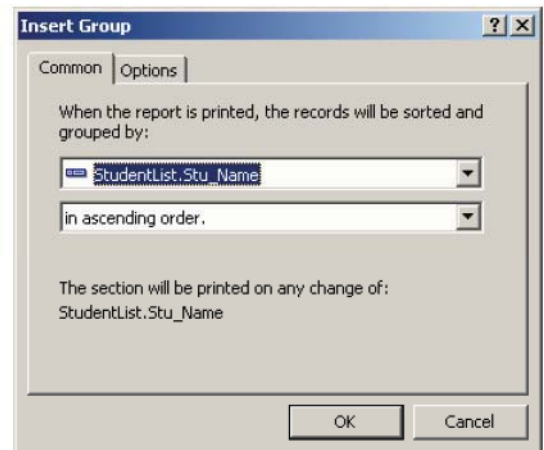 Insert Group
Common
Options
When the report is printed, the records will be sorted and
grouped by:
StudentList.Stu_Name
in ascending order.
The section will be printed on any change of:
StudentList.Stu_Name
OK
Cancel